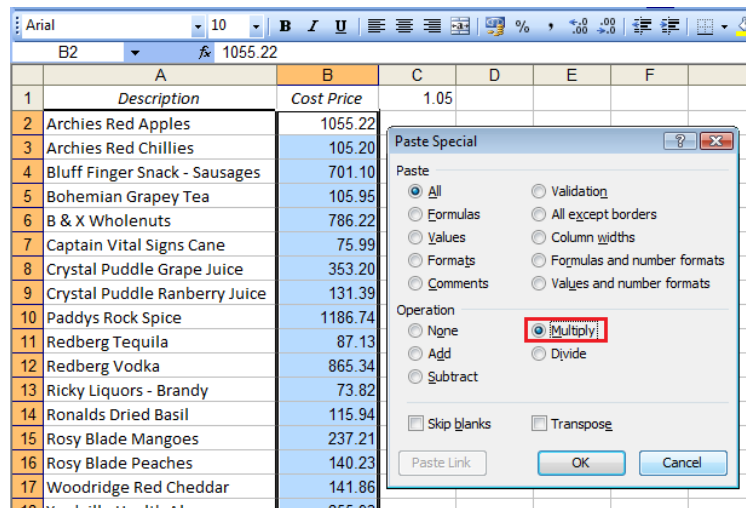 Arial 10 B I U % , .00 .00
B2 fx 1055.22
A B C D E F
1 Description Cost Price 1.05
2 Archies Red Apples 1055.22
3 Archies Red Chillies 105.20
4 Bluff Finger Snack - Sausages 701.10
5 Bohemian Grapey Tea 105.95
6 B & X Wholenuts 786.22
7 Captain Vital Signs Cane 75.99
8 Crystal Puddle Grape Juice 353.20
9 Crystal Puddle Ranberry Juice 131.39
10 Paddys Rock Spice 1186.74
11 Redberg Tequila 87.13
12 Redberg Vodka 865.34
13 Ricky Liquors - Brandy 73.82
14 Ronalds Dried Basil 115.94
15 Rosy Blade Mangoes 237.21
16 Rosy Blade Peaches 140.23
17 Woodridge Red Cheddar 141.86
Paste Special ?
Paste
All Validation
Formulas All except borders
Values Column widths
Formats Formulas and number formats
Comments Values and number formats
Operation
None Multiply
Add Divide
Subtract
Skip blanks Transpose
Paste Link OK Cancel